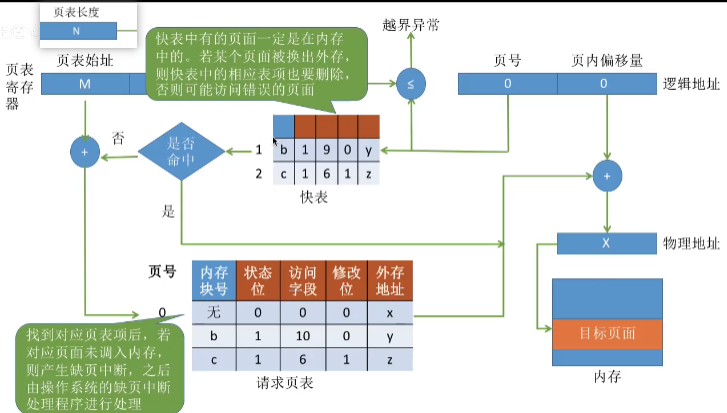 页表长度
N
越界异常
快表中有的页面一定是在内存
中的。若某个页面被换出外存,
则快表中的相应表项也要删除,
否则可能访问错误的页面
页表始址
页表
寄存
器
M
≤
页号
页内偏移量
0
0
逻辑地址
+
否
是否
命中
1
b
1
9
0
y
2
c
1
6
1
z
快表
+
是
X
物理地址
页号
内存
块号
状态
位
访问
字段
修改
位
外存
地址
0
无
0
0
0
x
b
1
10
0
y
c
1
6
1
z
请求页表
目标页面
内存
找到对应页表项后,若
对应页面未调入内存,
则产生缺页中断,之后
由操作系统的缺页中断
处理程序进行处理